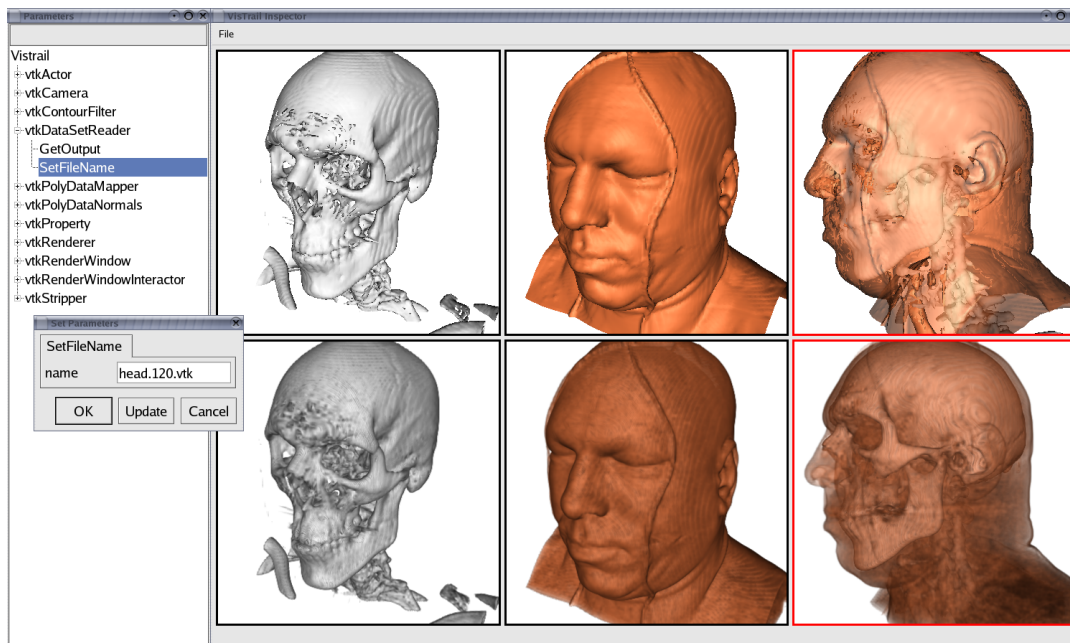 Parameters
VisTrail Inspector
File
Vistrail
vtkActor
vtkCamera
vtkContourFilter
vtkDataSetReader
GetOutput
SetFileName
vtkPolyDataMapper
vtkPolyDataNormals
vtkProperty
vtkRenderer
vtkRenderWindow
vtkRenderWindowInteractor
vtkStripper
Set Parameters
SetFileName
name head.120.vtk
OK Update Cancel